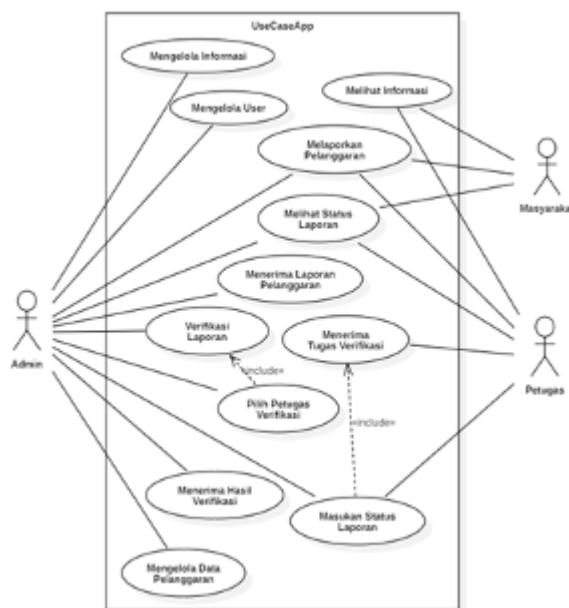 UseCaseApp
Mengelola Informasi
Melihat Informasi
Mengelola User
Melaporkan
Pelanggaran
Masyaraka
Melihat Status
Laporan
Menerima Laporan
Pelanggaran
Admin
Verifikasi
Laporan
Menerima
Tugas Verifikasi
Petugas
«include»
Pilih Petugas
Verifikasi
«include»
Menerima Hasil
Verifikasi
Masukan Status
Laporan
Mengelola Data
Pelanggaran